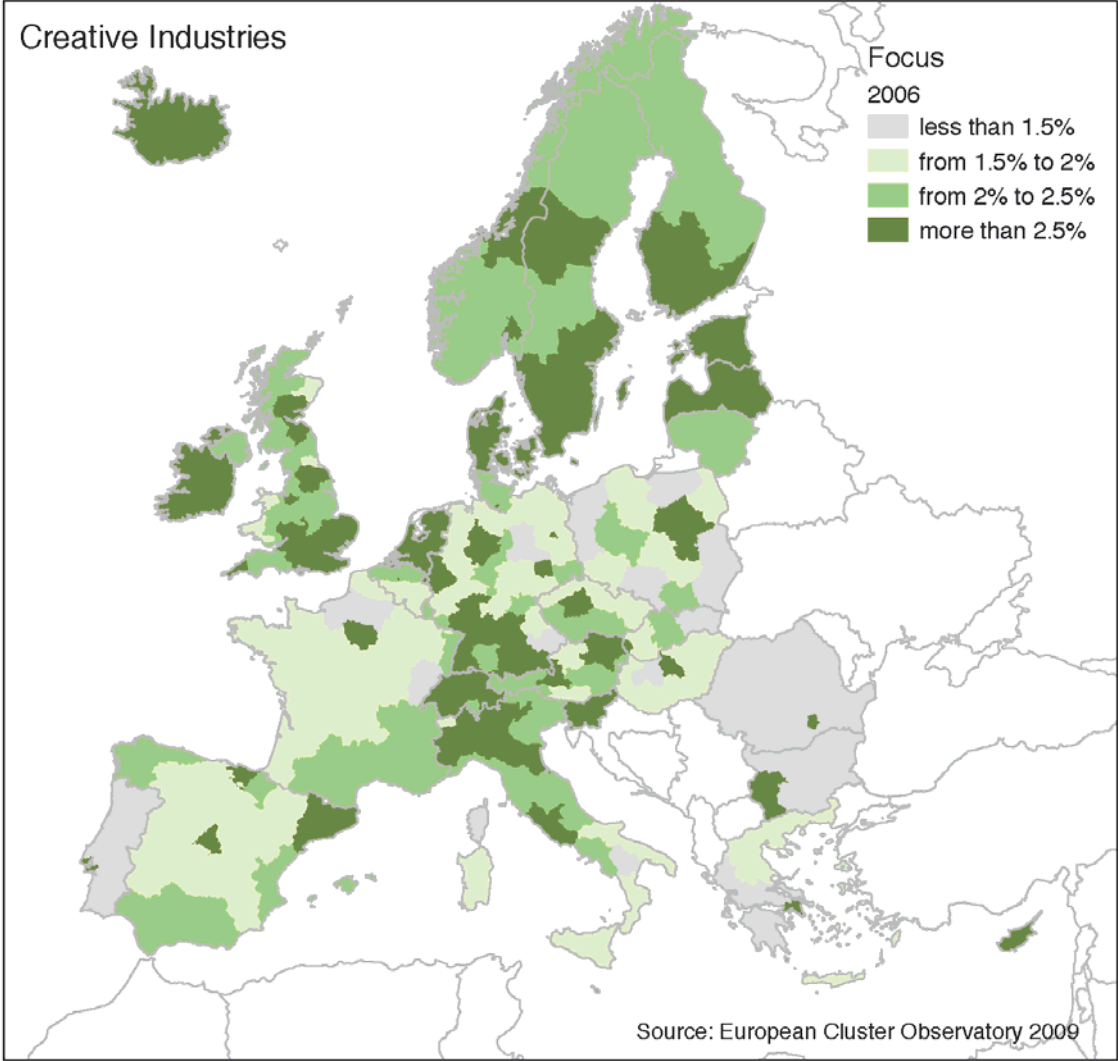 Creative Industries
Focus
2006
less than 1.5%
from 1.5% to 2%
from 2% to 2.5%
more than 2.5%
Source: European Cluster Observatory 2009